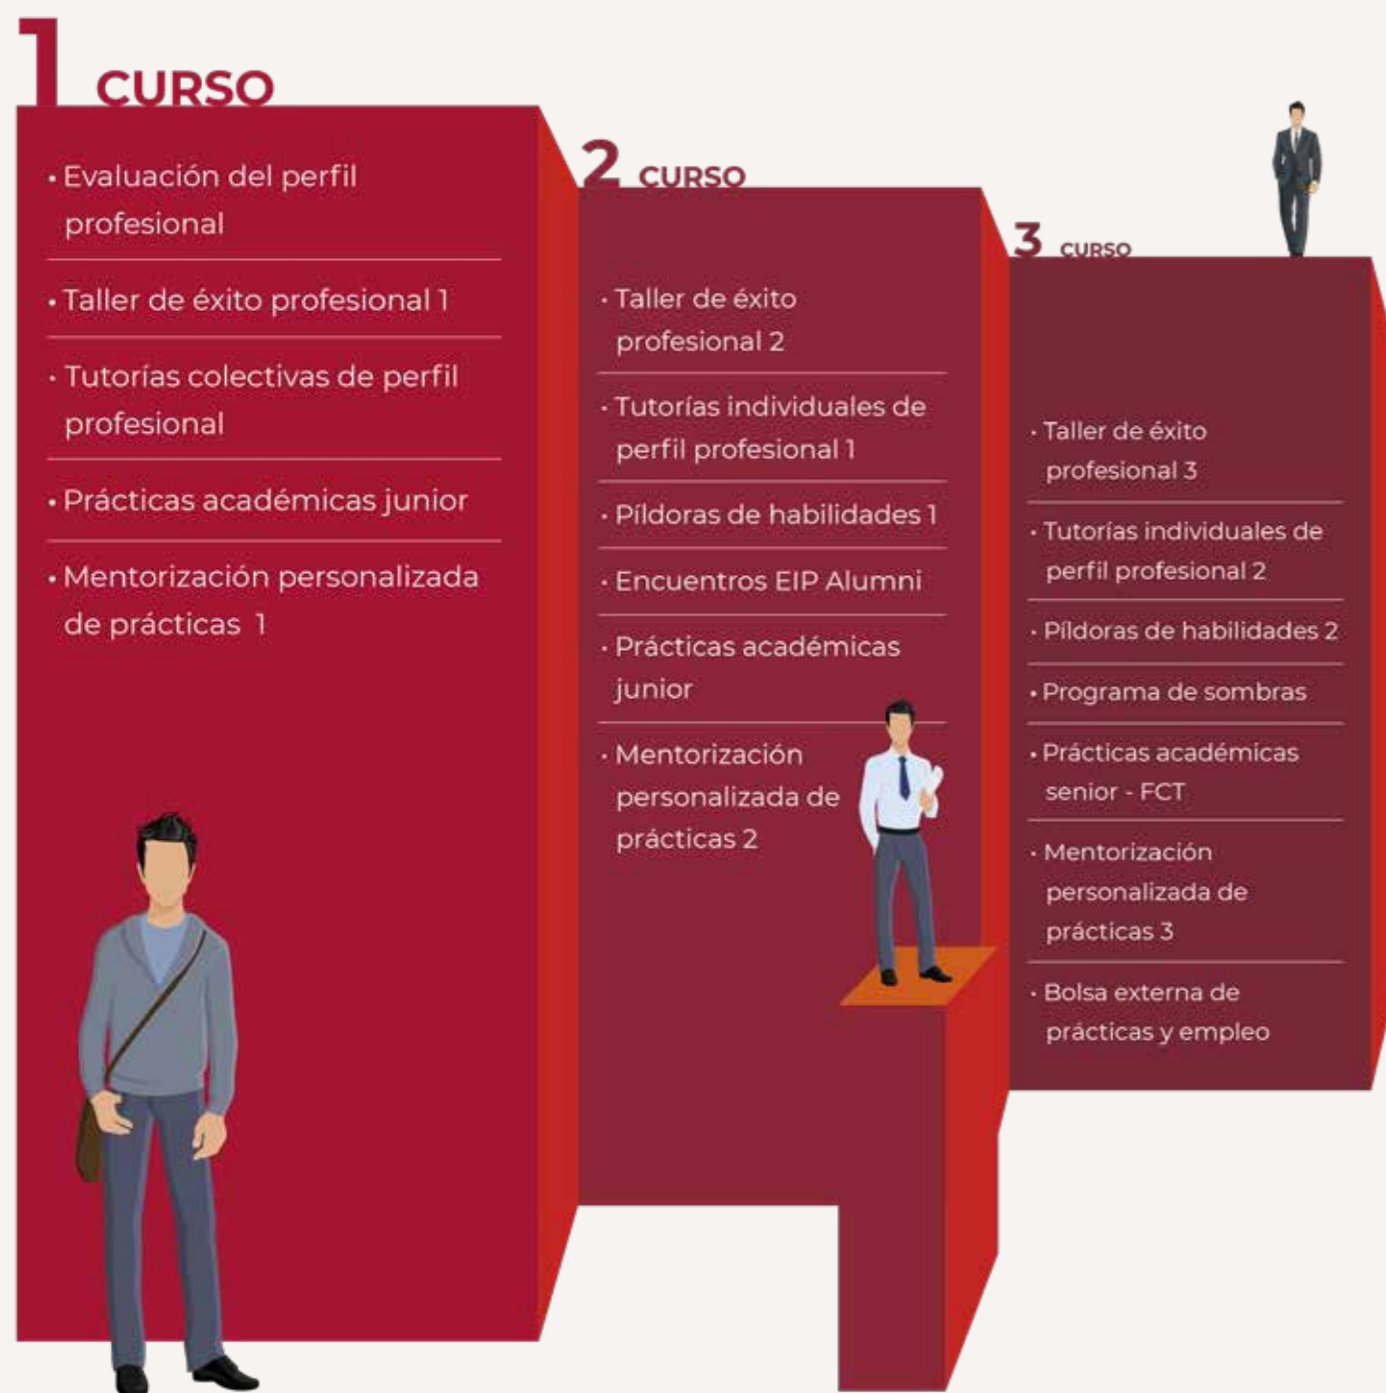 1 CURSO
• Evaluación del perfil
profesional
• Taller de éxito profesional 1
• Tutorías colectivas de perfil
profesional
• Prácticas académicas junior
• Mentorización personalizada
de prácticas 1
2 CURSO
• Taller de éxito
profesional 2
• Tutorías individuales de
perfil profesional 1
• Píldoras de habilidades 1
• Encuentros EIP Alumni
• Prácticas académicas
junior
• Mentorización
personalizada de
prácticas 2
3 CURSO
• Taller de éxito
profesional 3
• Tutorías individuales de
perfil profesional 2
• Píldoras de habilidades 2
• Programa de sombras
• Prácticas académicas
senior - FCT
• Mentorización
personalizada de
prácticas 3
• Bolsa externa de
prácticas y empleo